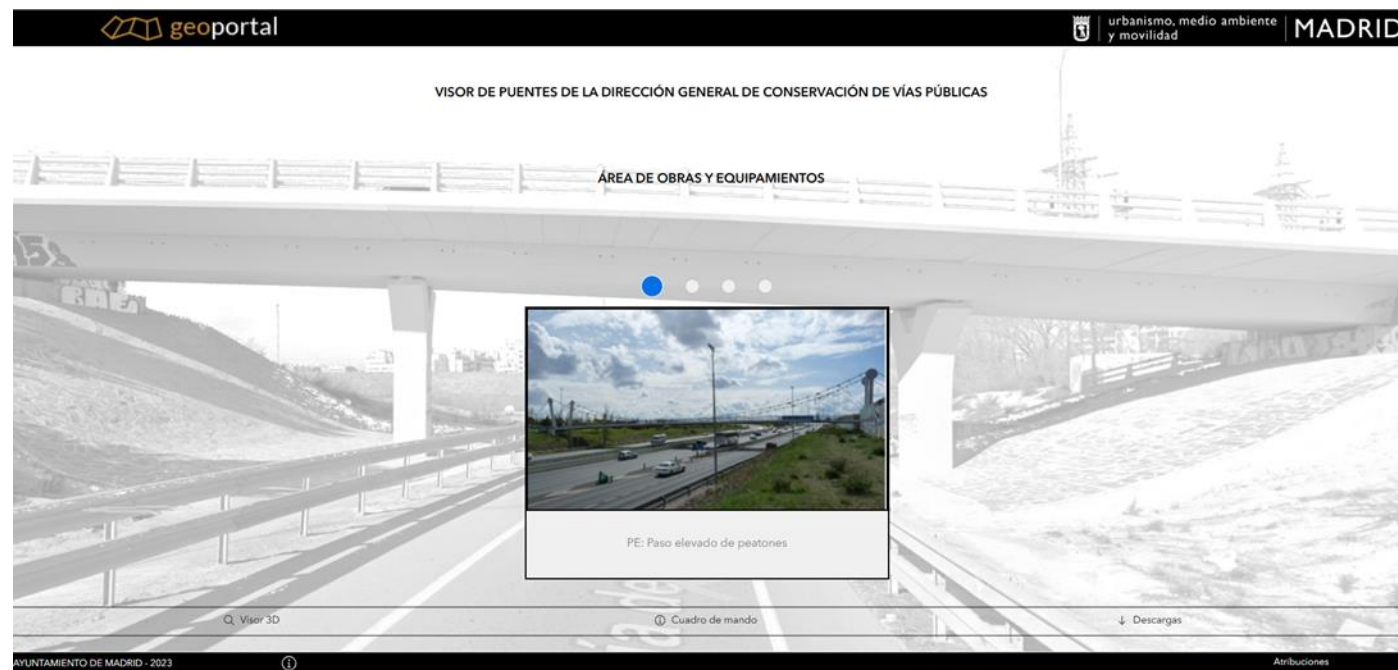 geoportal
urbanismo, medio ambiente
y movilidad
MADRID
VISOR DE PUENTES DE LA DIRECCIÓN GENERAL DE CONSERVACIÓN DE VÍAS PÚBLICAS
ÁREA DE OBRAS Y EQUIPAMIENTOS
PE: Paso elevado de peatones
Visor 3D
Cuadro de mando
Descargas
AYUNTAMIENTO DE MADRID - 2023
Atribuciones